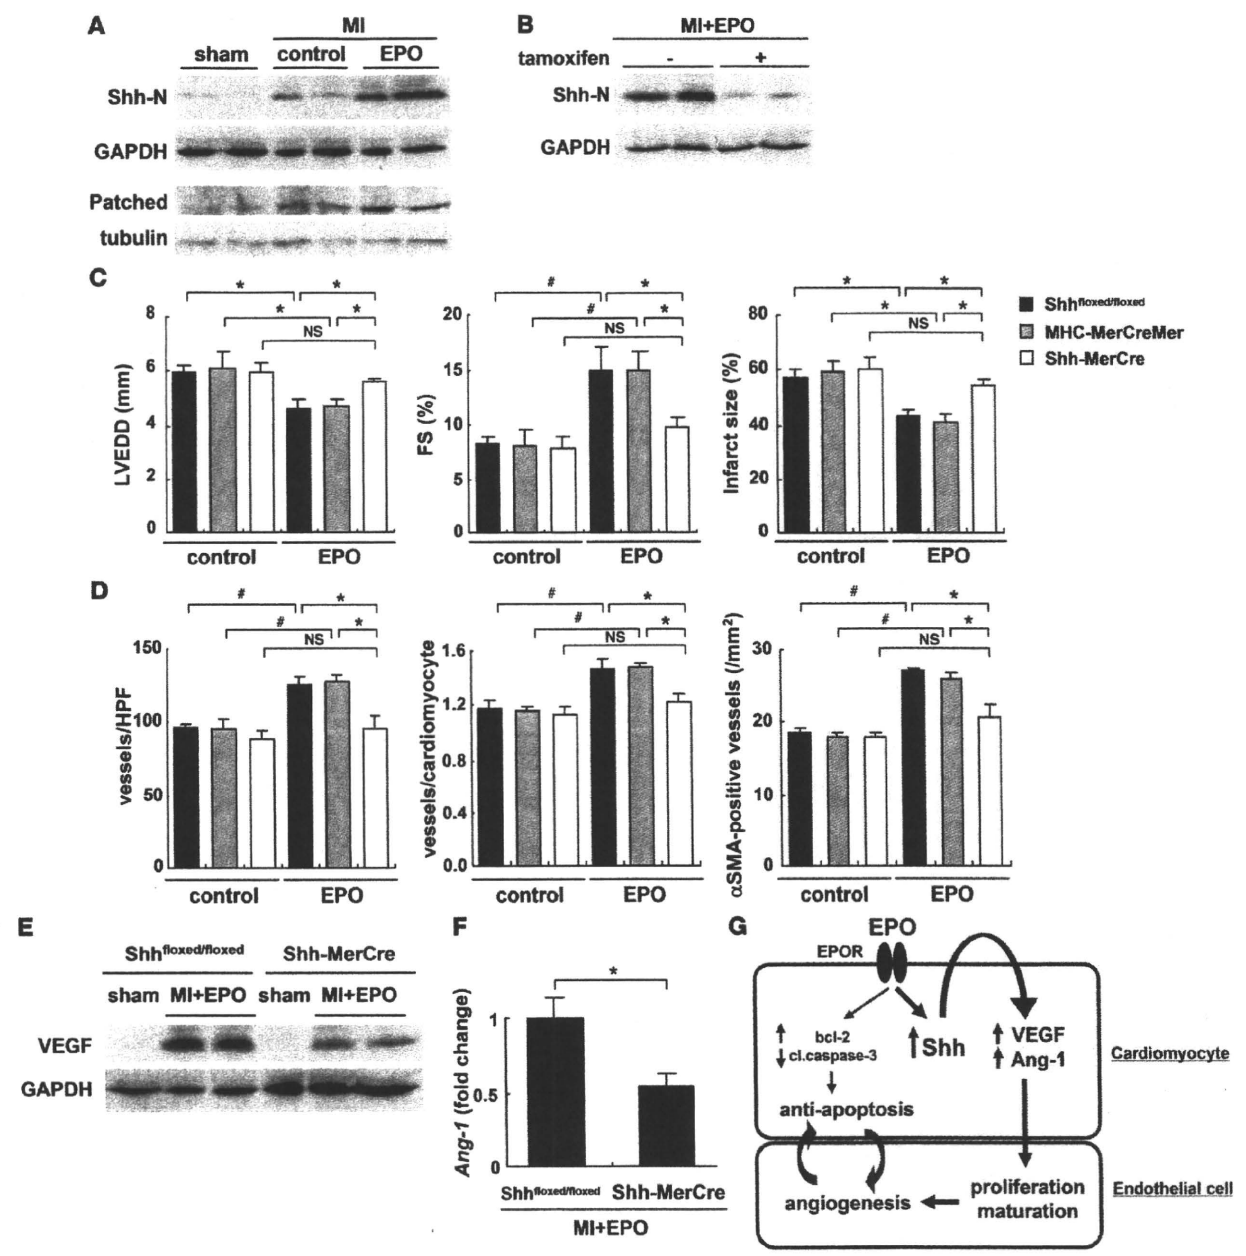 A
MI
sham control EPO
Shh-N
GAPDH
Patched
tubulin
B
MI+EPO
tamoxifen - +
Shh-N
GAPDH
C
* *
* *
NS
8
6
4
2
0
LVEDD (mm)
control EPO
# *
# *
NS
20
15
10
5
0
FS (%)
control EPO
* *
* *
NS
80
60
40
20
0
Infarct size (%)
control EPO
Shhfloxed/floxed
MHC-MerCreMer
Shh-MerCre
D
# *
# *
NS
150
100
50
0
vessels/HPF
control EPO
# *
# *
NS
1.6
1.2
0.8
0.4
0.0
vessels/cardiomyocyte
control EPO
# *
# *
NS
30
20
10
0
αSMA-positive vessels (/mm²)
control EPO
E
Shhfloxed/floxed Shh-MerCre
sham MI+EPO sham MI+EPO
VEGF
GAPDH
F
*
1
0.5
0
Ang-1 (fold change)
Shhfloxed/floxed Shh-MerCre
MI+EPO
G
EPO
EPOR
bcl-2
cl.caspase-3
Shh
VEGF
Ang-1
Cardiomyocyte
anti-apoptosis
angiogenesis
proliferation
maturation
Endothelial cell